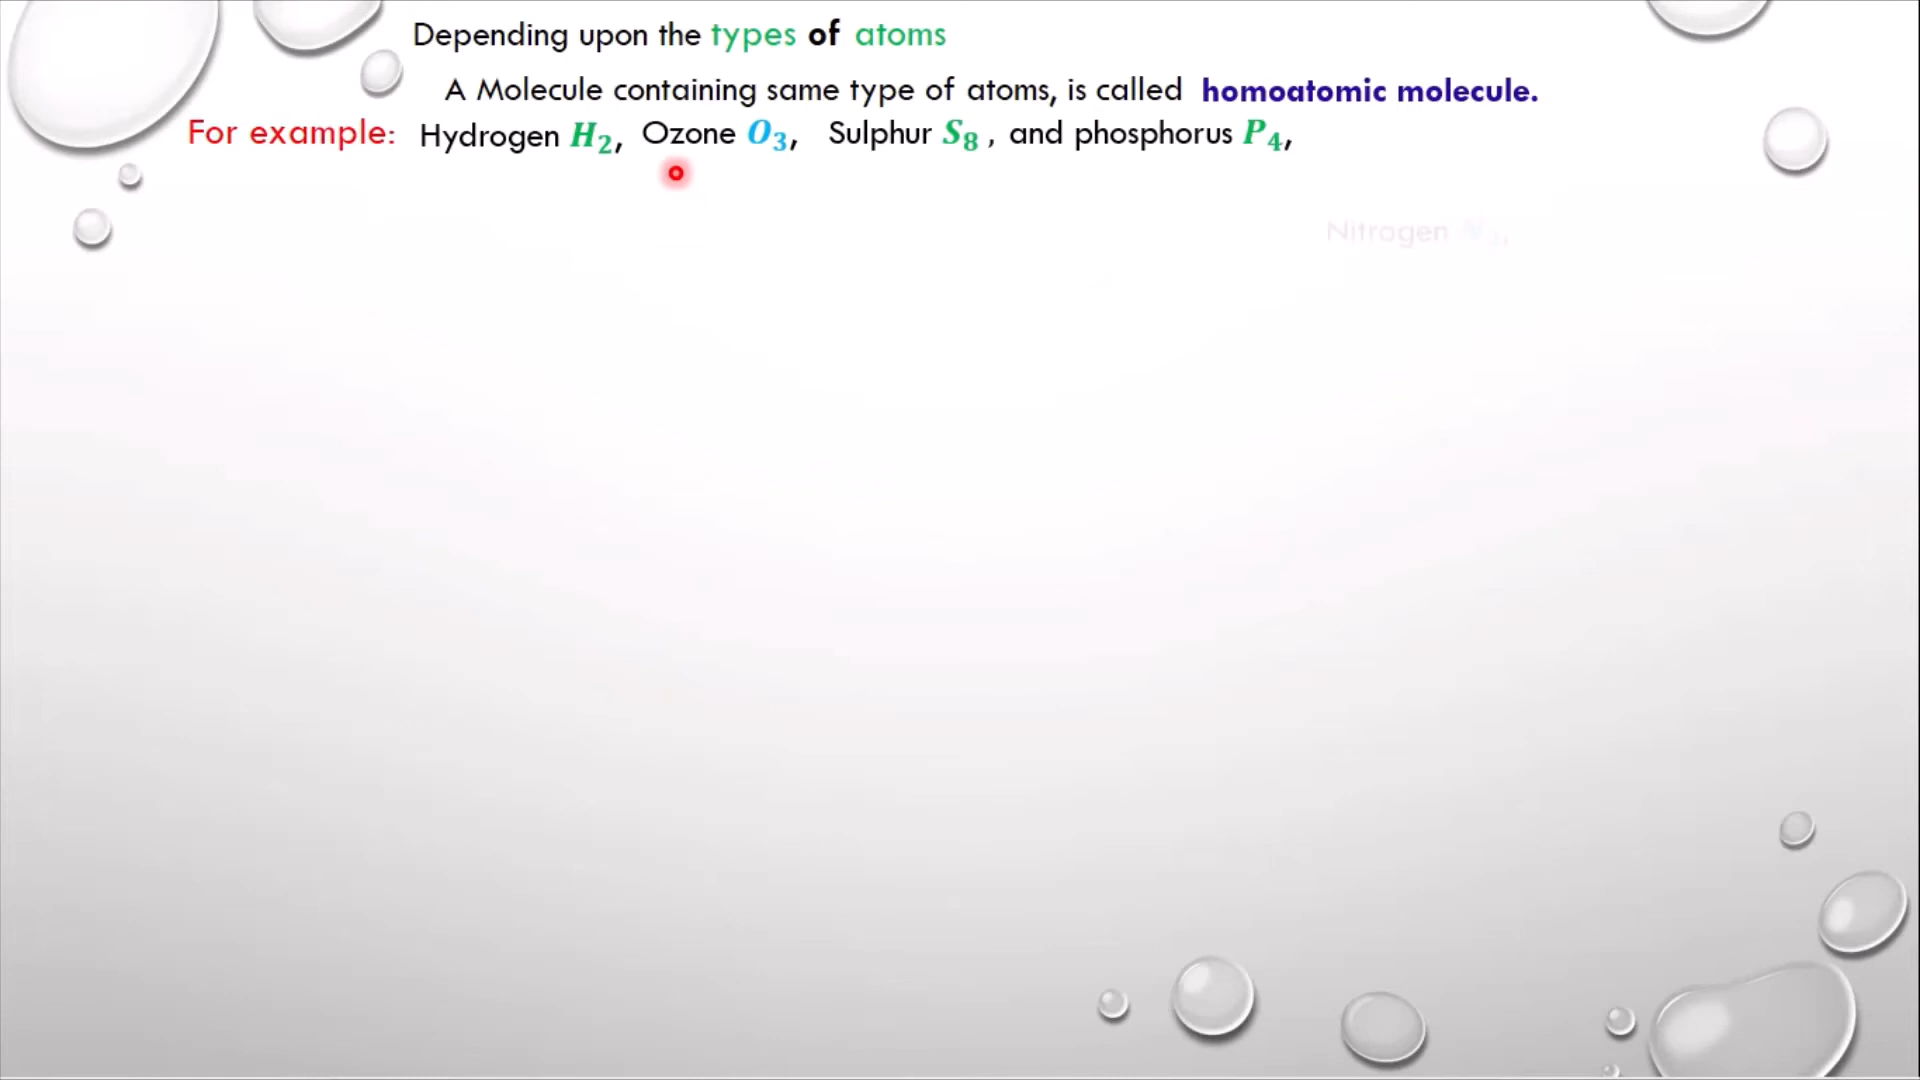 Depending upon the types of atoms
A Molecule containing same type of atoms, is called homoatomic molecule.
For example: Hydrogen H₂, Ozone O₃, Sulphur S₈ , and phosphorus P₄,
Nitrogen N₂,